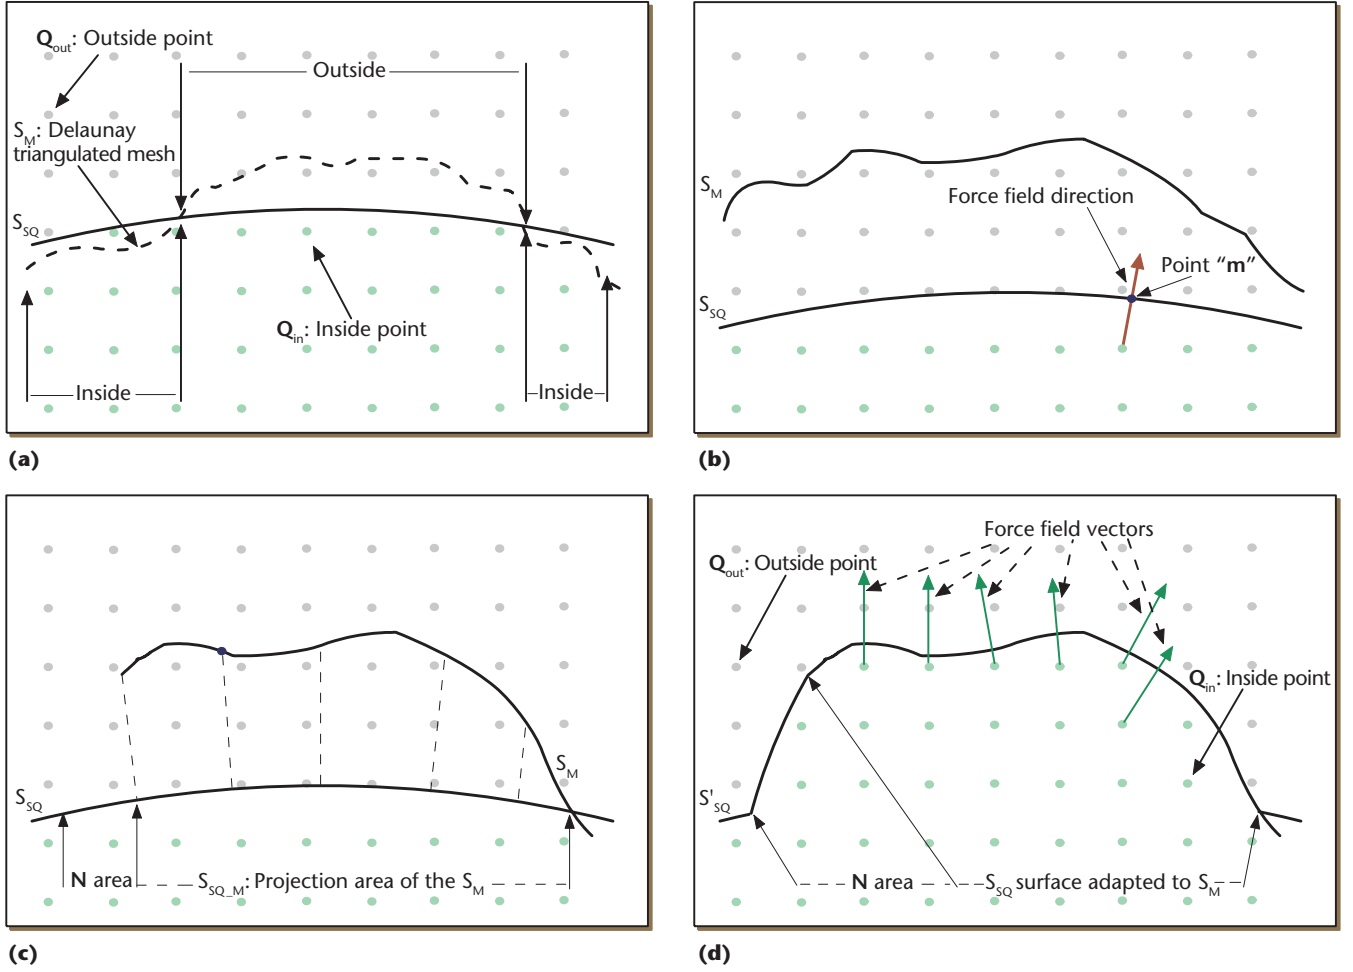 Q_out: Outside point
Outside
S_M: Delaunay
triangulated mesh
S_SQ
Q_in: Inside point
Inside
Inside
(a)
S_M
Force field direction
Point “m”
S_SQ
(b)
S_M
S_SQ
N area
S_SQ_M: Projection area of the S_M
(c)
Force field vectors
Q_out: Outside point
Q_in: Inside point
S'_SQ
N area
S_SQ surface adapted to S_M
(d)